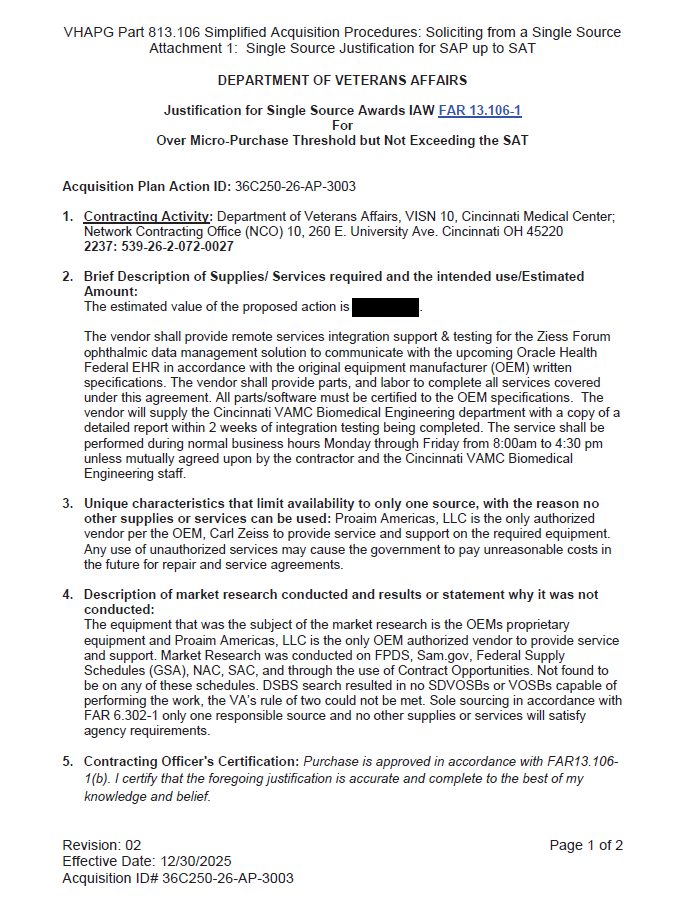 VHAPG Part 813.106 Simplified Acquisition Procedures: Soliciting from a Single Source
Attachment 1:  Single Source Justification for SAP up to SAT
DEPARTMENT OF VETERANS AFFAIRS
Justification for Single Source Awards IAW FAR 13.106-1
For
Over Micro-Purchase Threshold but Not Exceeding the SAT
Acquisition Plan Action ID: 36C250-26-AP-3003
1. Contracting Activity: Department of Veterans Affairs, VISN 10, Cincinnati Medical Center;
Network Contracting Office (NCO) 10, 260 E. University Ave. Cincinnati OH 45220
2237: 539-26-2-072-0027
2. Brief Description of Supplies/ Services required and the intended use/Estimated
Amount:
The estimated value of the proposed action is .
The vendor shall provide remote services integration support & testing for the Ziess Forum
ophthalmic data management solution to communicate with the upcoming Oracle Health
Federal EHR in accordance with the original equipment manufacturer (OEM) written
specifications. The vendor shall provide parts, and labor to complete all services covered
under this agreement. All parts/software must be certified to the OEM specifications.  The
vendor will supply the Cincinnati VAMC Biomedical Engineering department with a copy of a
detailed report within 2 weeks of integration testing being completed. The service shall be
performed during normal business hours Monday through Friday from 8:00am to 4:30 pm
unless mutually agreed upon by the contractor and the Cincinnati VAMC Biomedical
Engineering staff.
3. Unique characteristics that limit availability to only one source, with the reason no
other supplies or services can be used: Proaim Americas, LLC is the only authorized
vendor per the OEM, Carl Zeiss to provide service and support on the required equipment.
Any use of unauthorized services may cause the government to pay unreasonable costs in
the future for repair and service agreements.
4. Description of market research conducted and results or statement why it was not
conducted:
The equipment that was the subject of the market research is the OEMs proprietary
equipment and Proaim Americas, LLC is the only OEM authorized vendor to provide service
and support. Market Research was conducted on FPDS, Sam.gov, Federal Supply
Schedules (GSA), NAC, SAC, and through the use of Contract Opportunities. Not found to
be on any of these schedules. DSBS search resulted in no SDVOSBs or VOSBs capable of
performing the work, the VA's rule of two could not be met. Sole sourcing in accordance with
FAR 6.302-1 only one responsible source and no other supplies or services will satisfy
agency requirements.
5. Contracting Officer's Certification: Purchase is approved in accordance with FAR13.106-
1(b). I certify that the foregoing justification is accurate and complete to the best of my
knowledge and belief.
Revision: 02
Page 1 of 2
Effective Date: 12/30/2025
Acquisition ID# 36C250-26-AP-3003